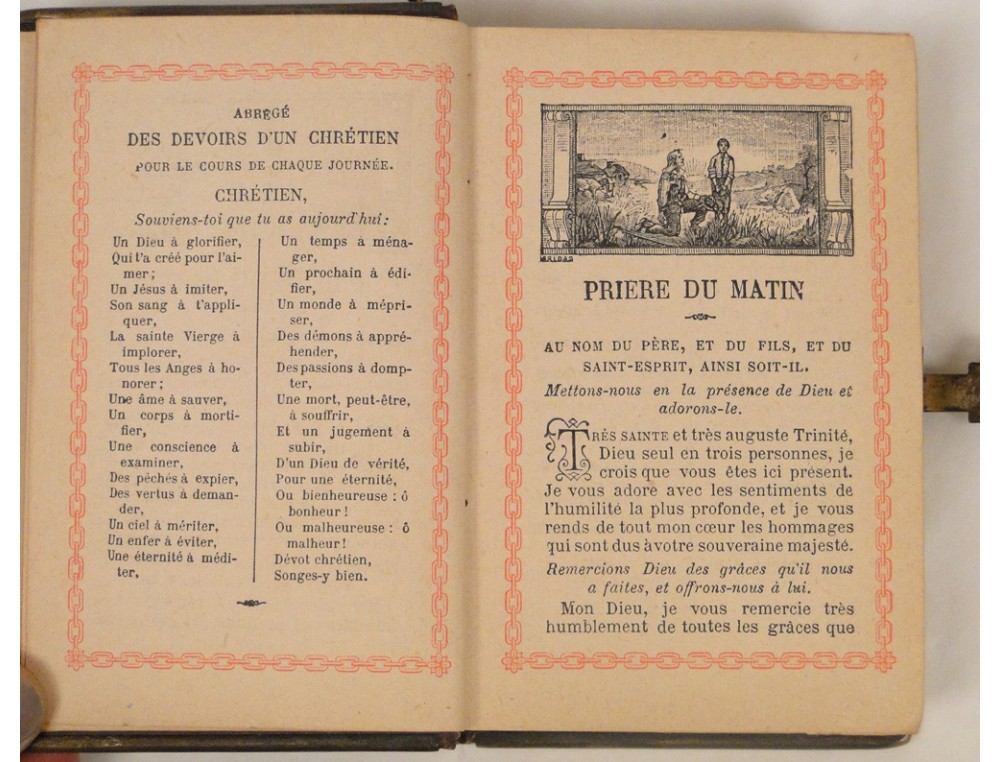 ABRÉGÉ
DES DEVOIRS D'UN CHRÉTIEN
POUR LE COURS DE CHAQUE JOURNÉE.
CHRÉTIEN,
Souviens-toi que tu as aujourd'hui:
Un Dieu à glorifier,
Qui t'a créé pour l'ai-
mer;
Un Jésus à imiter,
Son sang à t'appli-
quer,
La sainte Vierge à
implorer,
Tous les Anges à ho-
norer;
Une âme à sauver,
Un corps à morti-
fier,
Une conscience à
examiner,
Des péchés à expier,
Des vertus à deman-
der,
Un ciel à mériter,
Un enfer à éviter,
Une éternité à médi-
ter,
Un temps à ména-
ger,
Un prochain à édi-
fier,
Un monde à mépri-
ser,
Des démons à appré-
hender,
Des passions à domp-
ter,
Une mort, peut-être,
à souffrir,
Et un jugement à
subir,
D'un Dieu de vérité,
Pour une éternité,
Ou bienheureuse : ô
bonheur!
Ou malheureuse : ô
malheur!
Dévot chrétien,
Songes-y bien.
BRIDAD
PRIERE DU MATIN
AU NOM DU PÈRE, ET DU FILS, ET DU
SAINT-ESPRIT, AINSI SOIT-IL.
Mettons-nous en la présence de Dieu et
adorons-le.
TRÈS SAINTE et très auguste Trinité,
Dieu seul en trois personnes, je
crois que vous êtes ici présent.
Je vous adore avec les sentiments de
l'humilité la plus profonde, et je vous
rends de tout mon cœur les hommages
qui sont dus àvotre souveraine majesté.
Remercions Dieu des grâces qu'il nous
a faites, et offrons-nous à lui.
Mon Dieu, je vous remercie très
humblement de toutes les grâces que